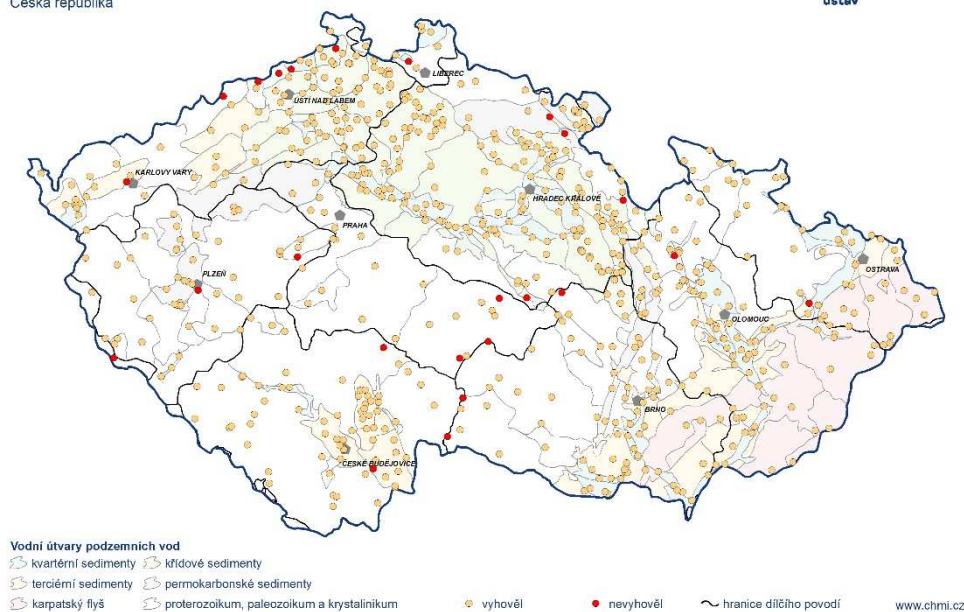 Česká republika
ústav
LIBEREC
ÚSTÍ NAD LABEM
KARLOVY VARY
HRADEC KRÁLOVÉ
PRAHA
PLZEŇ
OSTRAVA
OLOMOUC
BRNO
ČESKÉ BUDĚJOVICE
Vodní útvary podzemních vod
kvartérní sedimenty křídové sedimenty
terciérní sedimenty permokarbonské sedimenty
karpatský flyš proterozoikum, paleozoikum a krystalinikum vyhověl nevyhověl hranice dílčího povodí www.chmi.cz